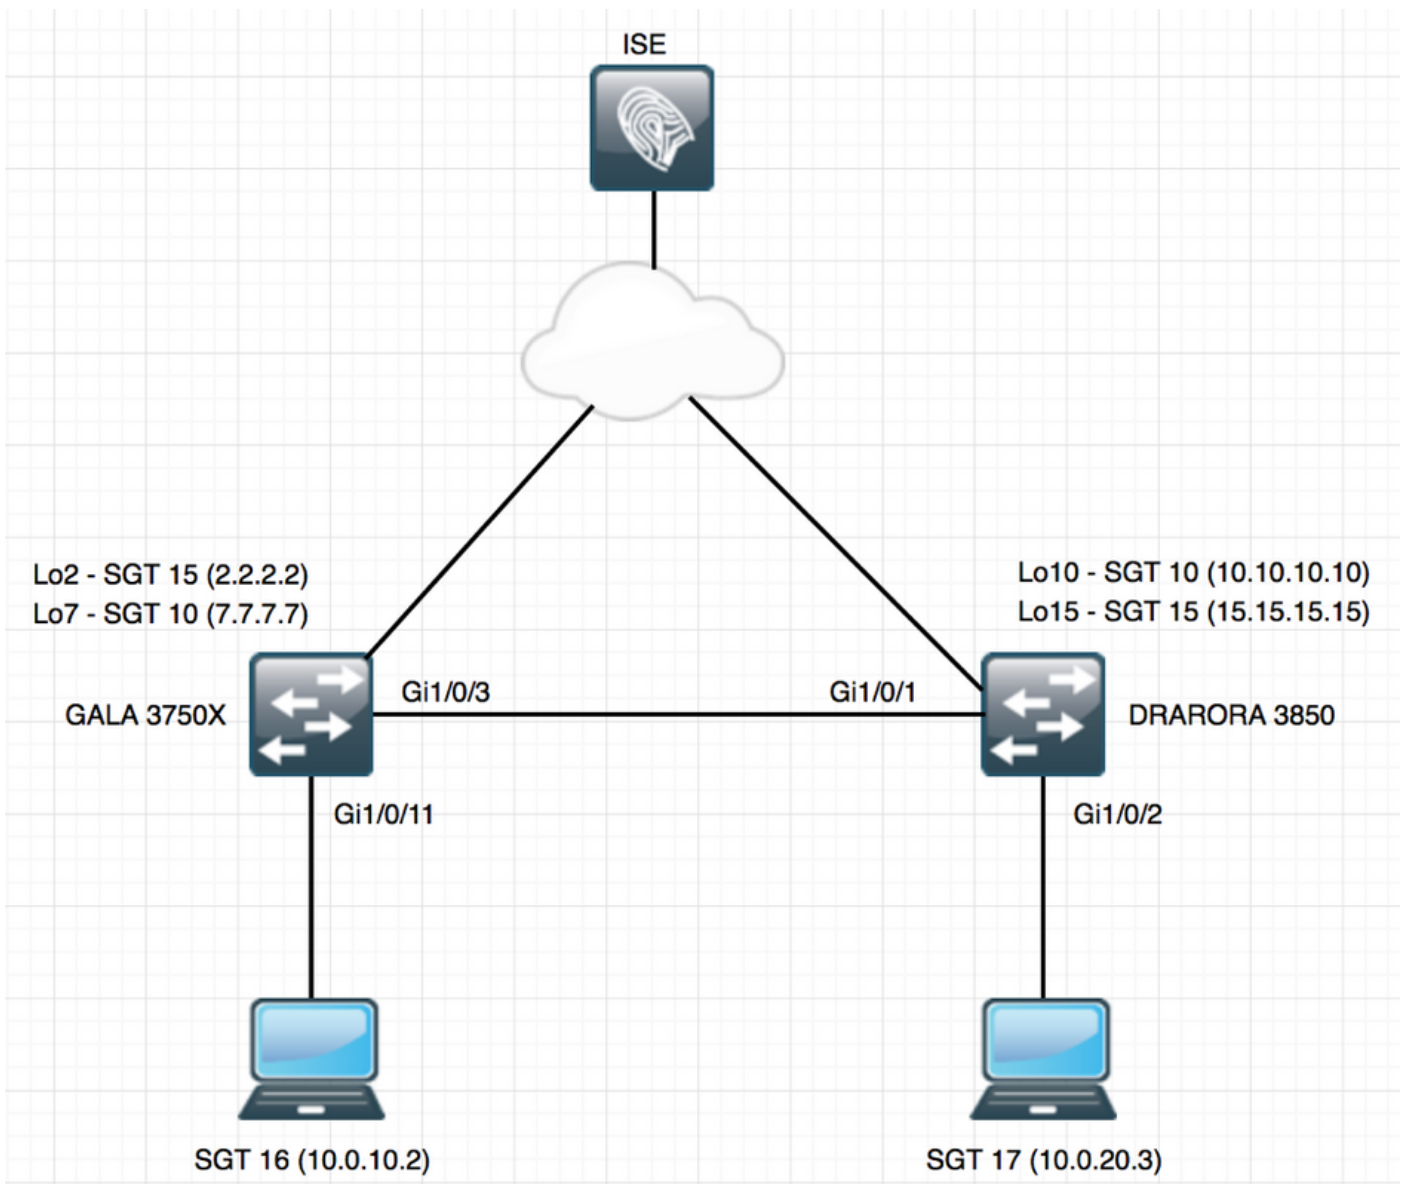 ISE
Lo2 - SGT 15 (2.2.2.2)
Lo7 - SGT 10 (7.7.7.7)
Lo10 - SGT 10 (10.10.10.10)
Lo15 - SGT 15 (15.15.15.15)
GALA 3750X
Gi1/0/3
Gi1/0/1
DRARORA 3850
Gi1/0/11
Gi1/0/2
SGT 16 (10.0.10.2)
SGT 17 (10.0.20.3)